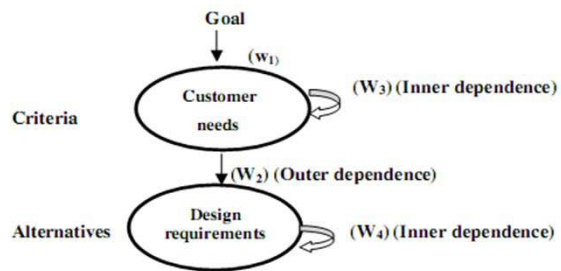 Goal
(w₁)
Customer
needs
(W₃) (Inner dependence)
Criteria
(W₂) (Outer dependence)
Design
requirements
Alternatives
(W₄) (Inner dependence)